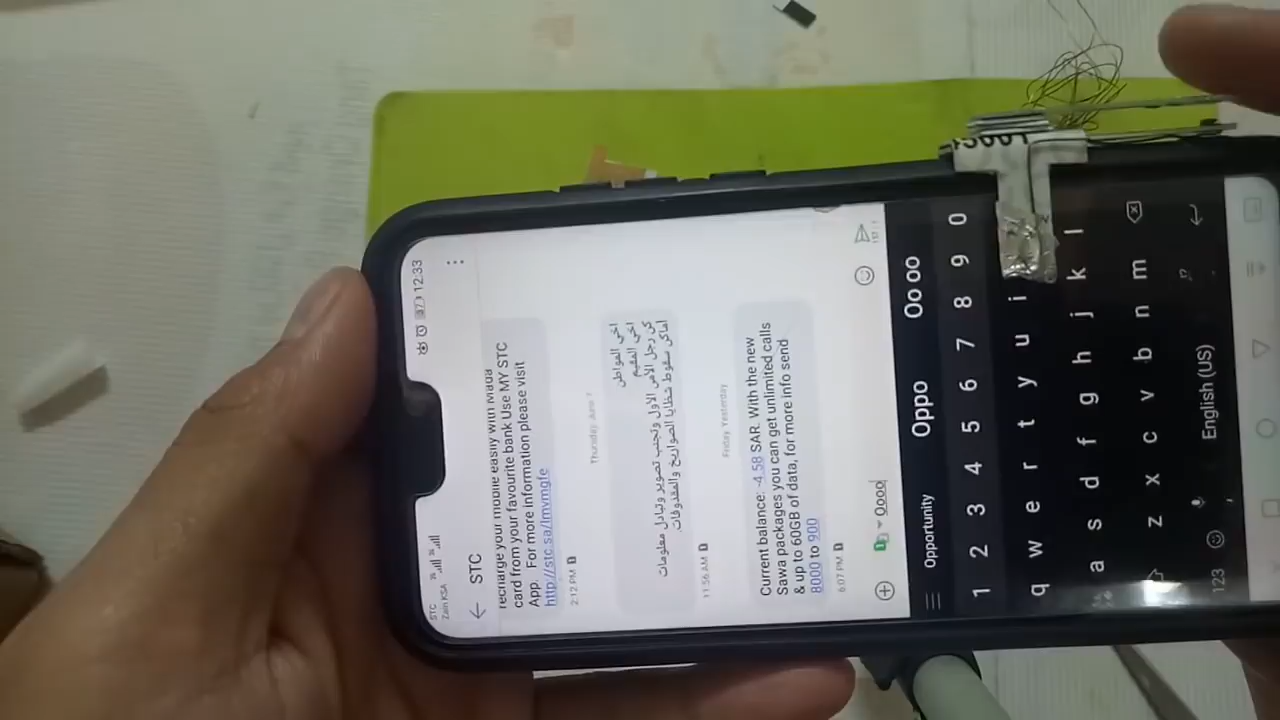 STC
Zain KSA
37 12:33
STC
recharge your mobile easily with Mada
card from your favourite bank Use MY STC
App. For more information please visit
http://stc.sa/lmvmgfe
2:12 PM
Thursday, June 7
اخي المواطن
اخي المقيم
كن رجل الأمن الأول وتجنب تصوير وتبادل معلومات
أماكن سقوط شظايا الصواريخ والمقذوفات.
11:56 AM
Friday, Yesterday
Current balance: -4.58 SAR. With the new
Sawa packages you can get unlimited calls
& up to 60GB of data, for more info send
8000 to 900
6:07 PM
Oooo
Opportunity Oppo Oo oo
1 2 3 4 5 6 7 8 9 0
q w e r t y u i
a s d f g h j k l
z x c v b n m
123 , English (US) .